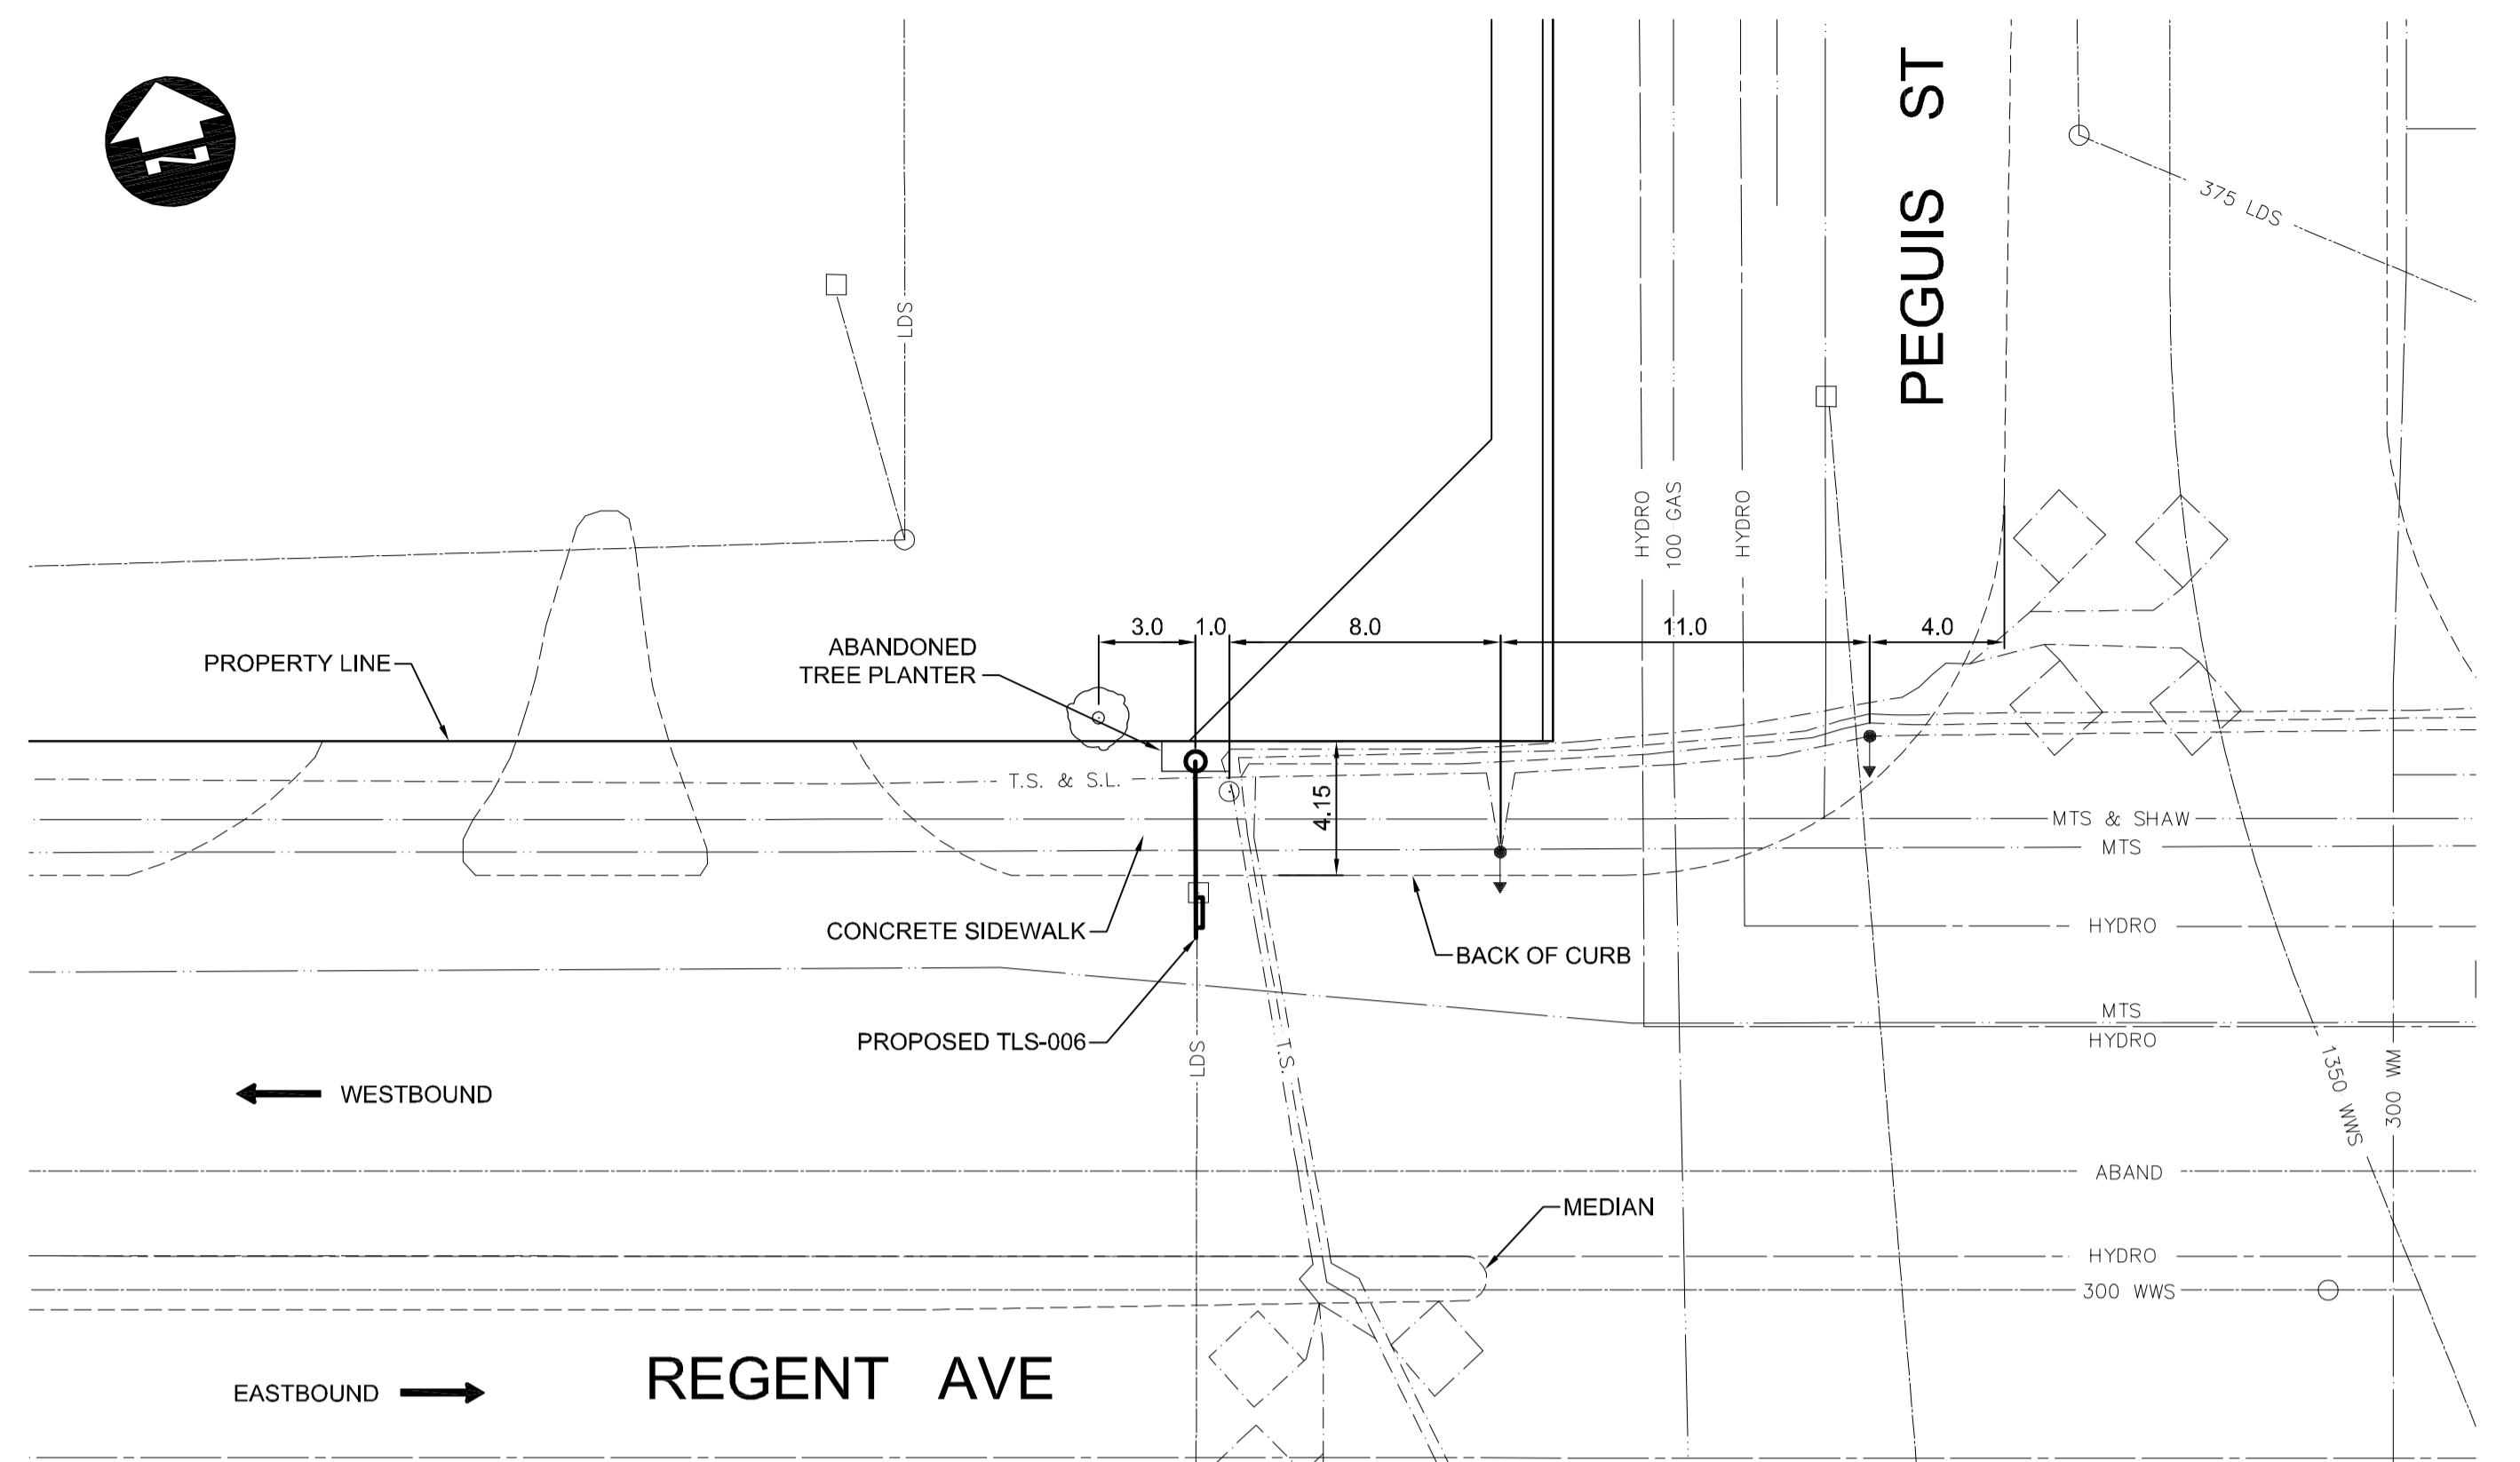 N
PEGUIS ST
375 LDS
LDS
HYDRO
100 GAS
HYDRO
3.0
1.0
8.0
11.0
4.0
PROPERTY LINE
ABANDONED
TREE PLANTER
T.S. & S.L.
4.15
MTS & SHAW
MTS
CONCRETE SIDEWALK
HYDRO
BACK OF CURB
MTS
PROPOSED TLS-006
HYDRO
LDS
T.S.
1350 WWS
300 WM
WESTBOUND
ABAND
MEDIAN
HYDRO
300 WWS
REGENT AVE
EASTBOUND